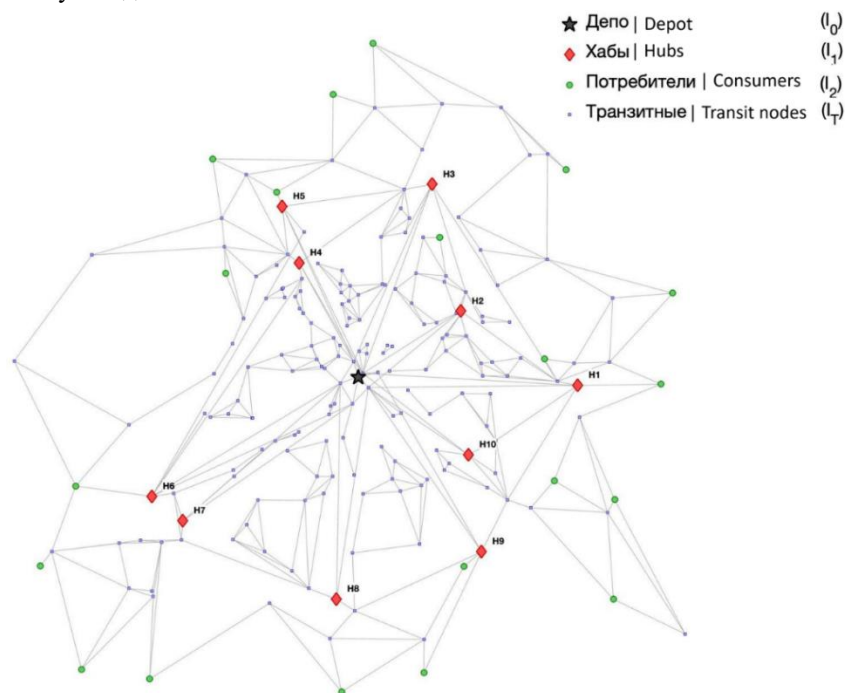 Депо | Depot (I₀)
Хабы | Hubs (I₁)
Потребители | Consumers (I₂)
Транзитные | Transit nodes (I_T)
H3
H5
H4
H2
H1
H10
H6
H7
H9
H8